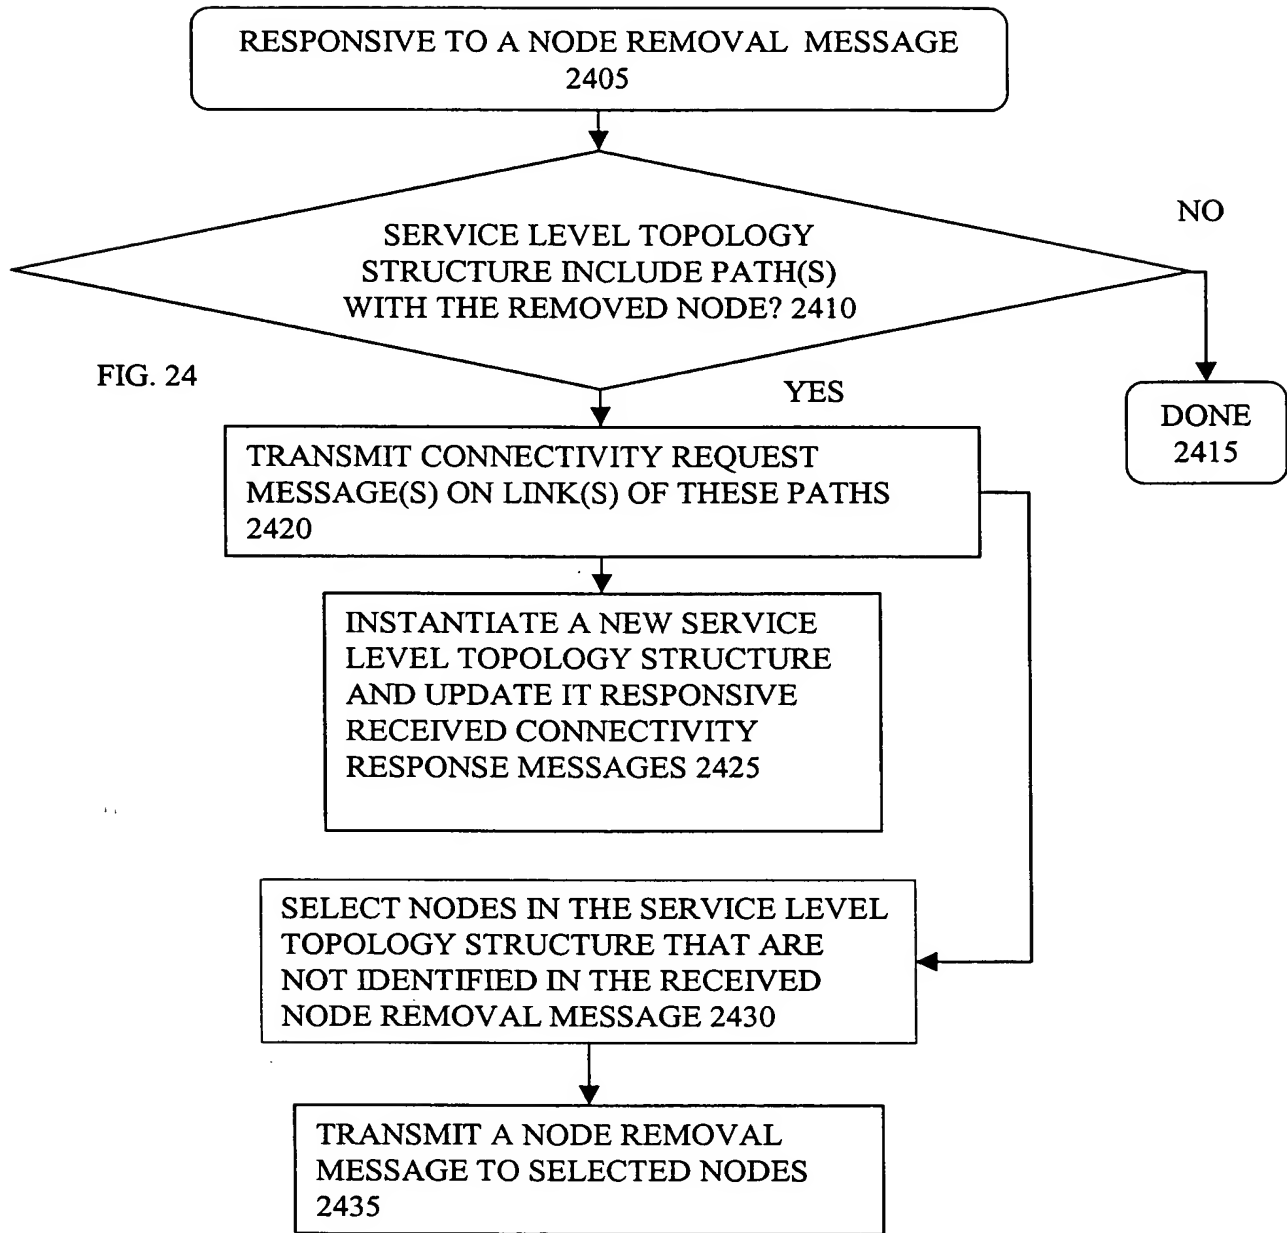 RESPONSIVE TO A NODE REMOVAL MESSAGE
2405
NO
SERVICE LEVEL TOPOLOGY
STRUCTURE INCLUDE PATH(S)
WITH THE REMOVED NODE? 2410
FIG. 24
YES
DONE
2415
TRANSMIT CONNECTIVITY REQUEST
MESSAGE(S) ON LINK(S) OF THESE PATHS
2420
INSTANTIATE A NEW SERVICE
LEVEL TOPOLOGY STRUCTURE
AND UPDATE IT RESPONSIVE
RECEIVED CONNECTIVITY
RESPONSE MESSAGES 2425
SELECT NODES IN THE SERVICE LEVEL
TOPOLOGY STRUCTURE THAT ARE
NOT IDENTIFIED IN THE RECEIVED
NODE REMOVAL MESSAGE 2430
TRANSMIT A NODE REMOVAL
MESSAGE TO SELECTED NODES
2435